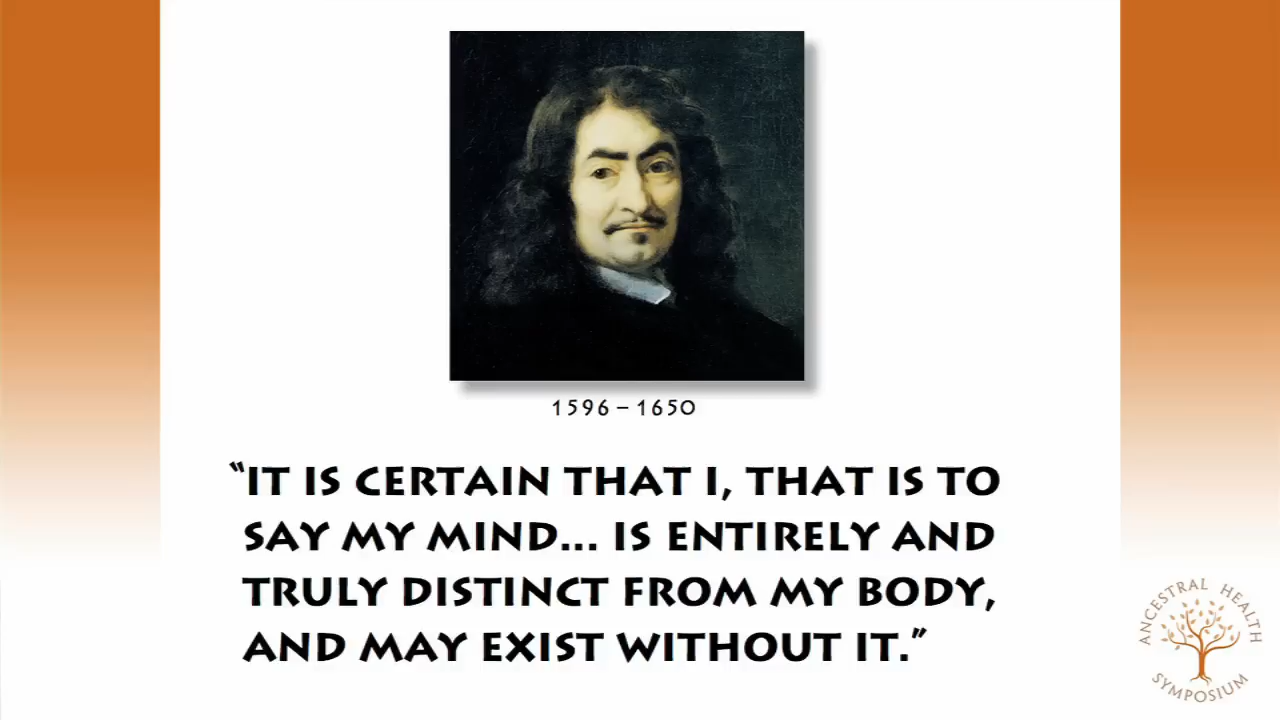 1596 – 1650
“IT IS CERTAIN THAT I, THAT IS TO
SAY MY MIND... IS ENTIRELY AND
TRULY DISTINCT FROM MY BODY,
AND MAY EXIST WITHOUT IT.”
ANCESTRAL HEALTH
SYMPOSIUM